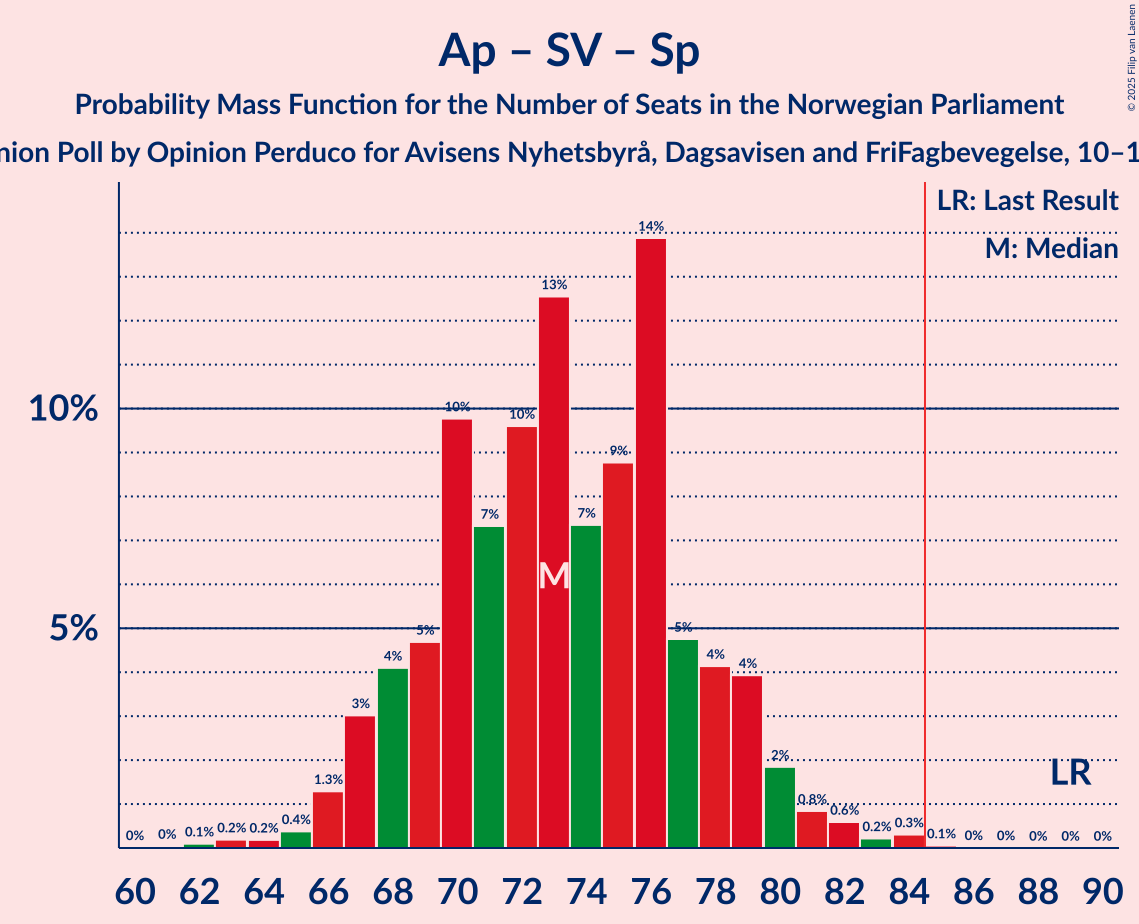 Ap – SV – Sp
Probability Mass Function for the Number of Seats in the Norwegian Parliament
Poll by Opinion Perduco for Avisens Nyhetsbyrå, Dagsavisen and FriFagbevegelse,
© 2025 Filip van Laenen
LR: Last Result
M: Median
14%
13%
10%
10% 10%
9%
7% 7%
M
5%
5% 5%
4% 4% 4%
3%
LR
2%
1.3%
0.8% 0.6%
0% 0% 0.1% 0.2% 0.2% 0.4% 0.2% 0.3% 0.1% 0% 0% 0% 0% 0%
60 62 64 66 68 70 72 74 76 78 80 82 84 86 88 90